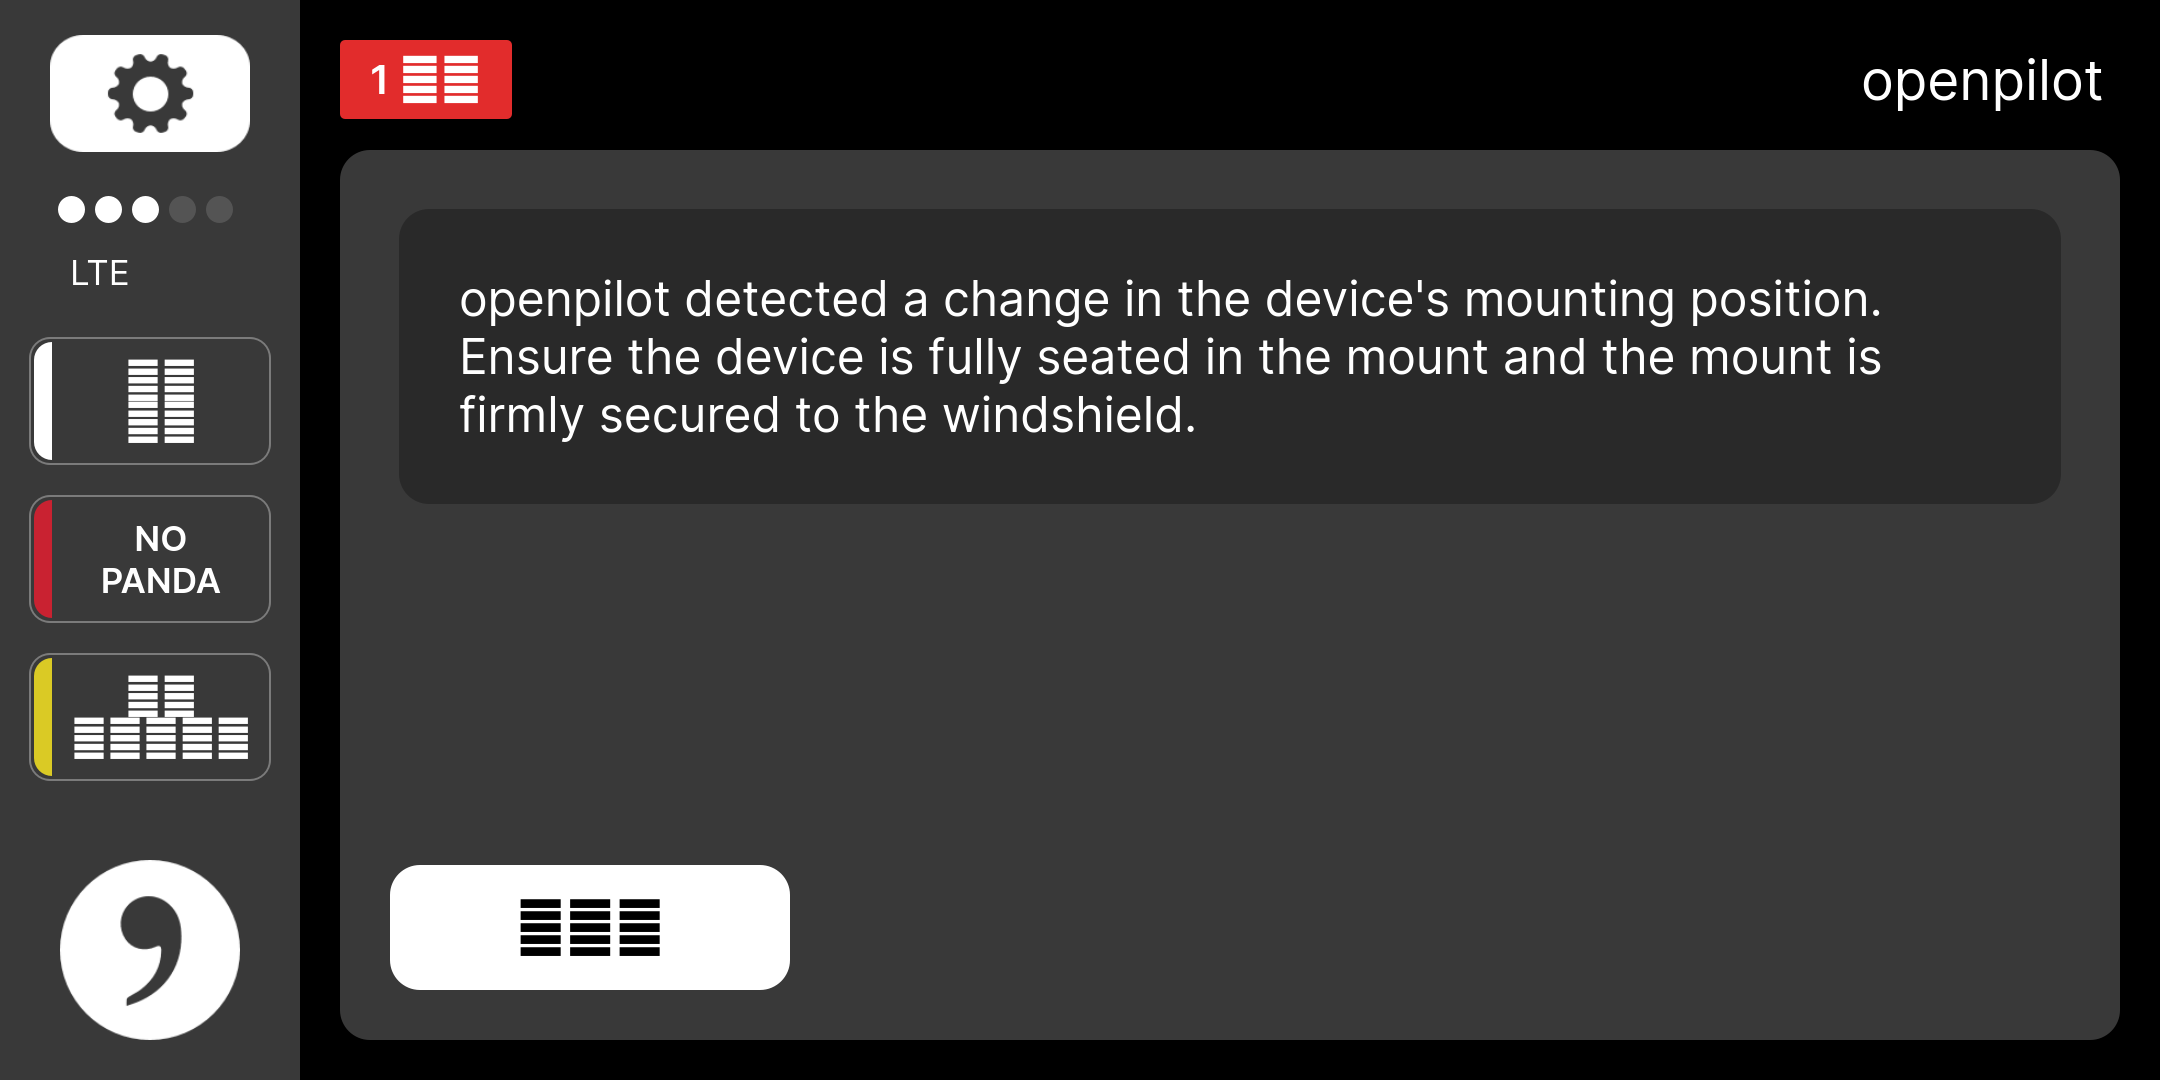 1
openpilot
LTE
NO
PANDA
openpilot detected a change in the device's mounting position.
Ensure the device is fully seated in the mount and the mount is
firmly secured to the windshield.